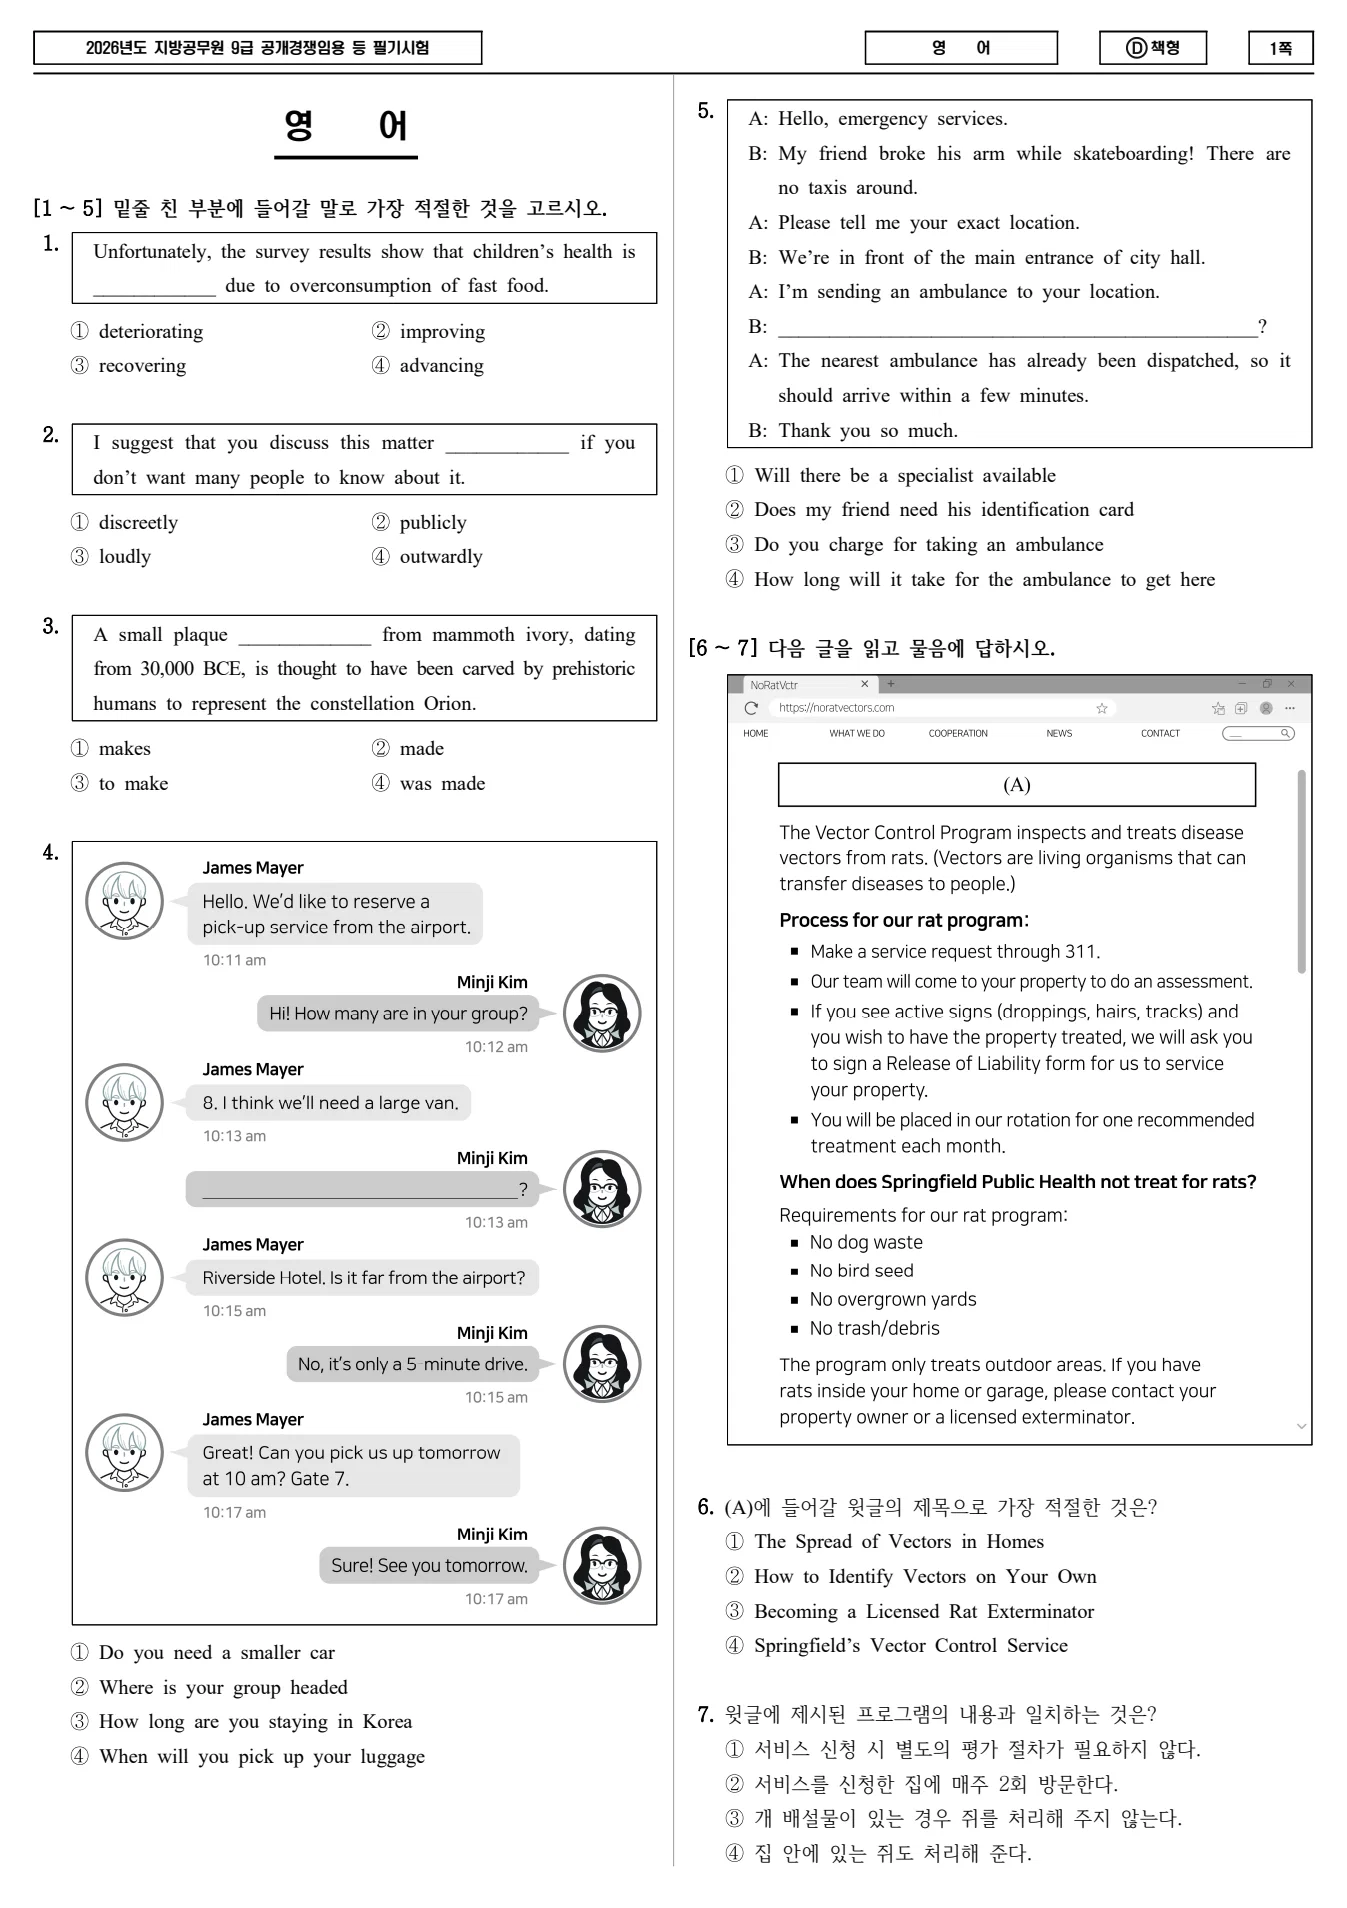 2026년도 지방공무원 9급 공개경쟁임용 등 필기시험
영 어
Ⓓ책형
1쪽
영 어
[1 ~ 5] 밑줄 친 부분에 들어갈 말로 가장 적절한 것을 고르시오.
1.
Unfortunately, the survey results show that children's health is
____________ due to overconsumption of fast food.
① deteriorating ② improving
③ recovering ④ advancing
2.
I suggest that you discuss this matter ____________ if you
don't want many people to know about it.
① discreetly ② publicly
③ loudly ④ outwardly
3.
A small plaque _____________ from mammoth ivory, dating
from 30,000 BCE, is thought to have been carved by prehistoric
humans to represent the constellation Orion.
① makes ② made
③ to make ④ was made
4.
James Mayer
Hello. We'd like to reserve a
pick-up service from the airport.
10:11 am
Minji Kim
Hi! How many are in your group?
10:12 am
James Mayer
8. I think we'll need a large van.
10:13 am
Minji Kim
________________________________?
10:13 am
James Mayer
Riverside Hotel. Is it far from the airport?
10:15 am
Minji Kim
No, it's only a 5-minute drive.
10:15 am
James Mayer
Great! Can you pick us up tomorrow
at 10 am? Gate 7.
10:17 am
Minji Kim
Sure! See you tomorrow.
10:17 am
① Do you need a smaller car
② Where is your group headed
③ How long are you staying in Korea
④ When will you pick up your luggage
5.
A: Hello, emergency services.
B: My friend broke his arm while skateboarding! There are
no taxis around.
A: Please tell me your exact location.
B: We're in front of the main entrance of city hall.
A: I'm sending an ambulance to your location.
B: ________________________________________________?
A: The nearest ambulance has already been dispatched, so it
should arrive within a few minutes.
B: Thank you so much.
① Will there be a specialist available
② Does my friend need his identification card
③ Do you charge for taking an ambulance
④ How long will it take for the ambulance to get here
[6 ~ 7] 다음 글을 읽고 물음에 답하시오.
NoRatVctr
https://noratvectors.com
HOME WHAT WE DO COOPERATION NEWS CONTACT
(A)
The Vector Control Program inspects and treats disease
vectors from rats. (Vectors are living organisms that can
transfer diseases to people.)
Process for our rat program:
▪ Make a service request through 311.
▪ Our team will come to your property to do an assessment.
▪ If you see active signs (droppings, hairs, tracks) and
you wish to have the property treated, we will ask you
to sign a Release of Liability form for us to service
your property.
▪ You will be placed in our rotation for one recommended
treatment each month.
When does Springfield Public Health not treat for rats?
Requirements for our rat program:
▪ No dog waste
▪ No bird seed
▪ No overgrown yards
▪ No trash/debris
The program only treats outdoor areas. If you have
rats inside your home or garage, please contact your
property owner or a licensed exterminator.
6. (A)에 들어갈 윗글의 제목으로 가장 적절한 것은?
① The Spread of Vectors in Homes
② How to Identify Vectors on Your Own
③ Becoming a Licensed Rat Exterminator
④ Springfield's Vector Control Service
7. 윗글에 제시된 프로그램의 내용과 일치하는 것은?
① 서비스 신청 시 별도의 평가 절차가 필요하지 않다.
② 서비스를 신청한 집에 매주 2회 방문한다.
③ 개 배설물이 있는 경우 쥐를 처리해 주지 않는다.
④ 집 안에 있는 쥐도 처리해 준다.